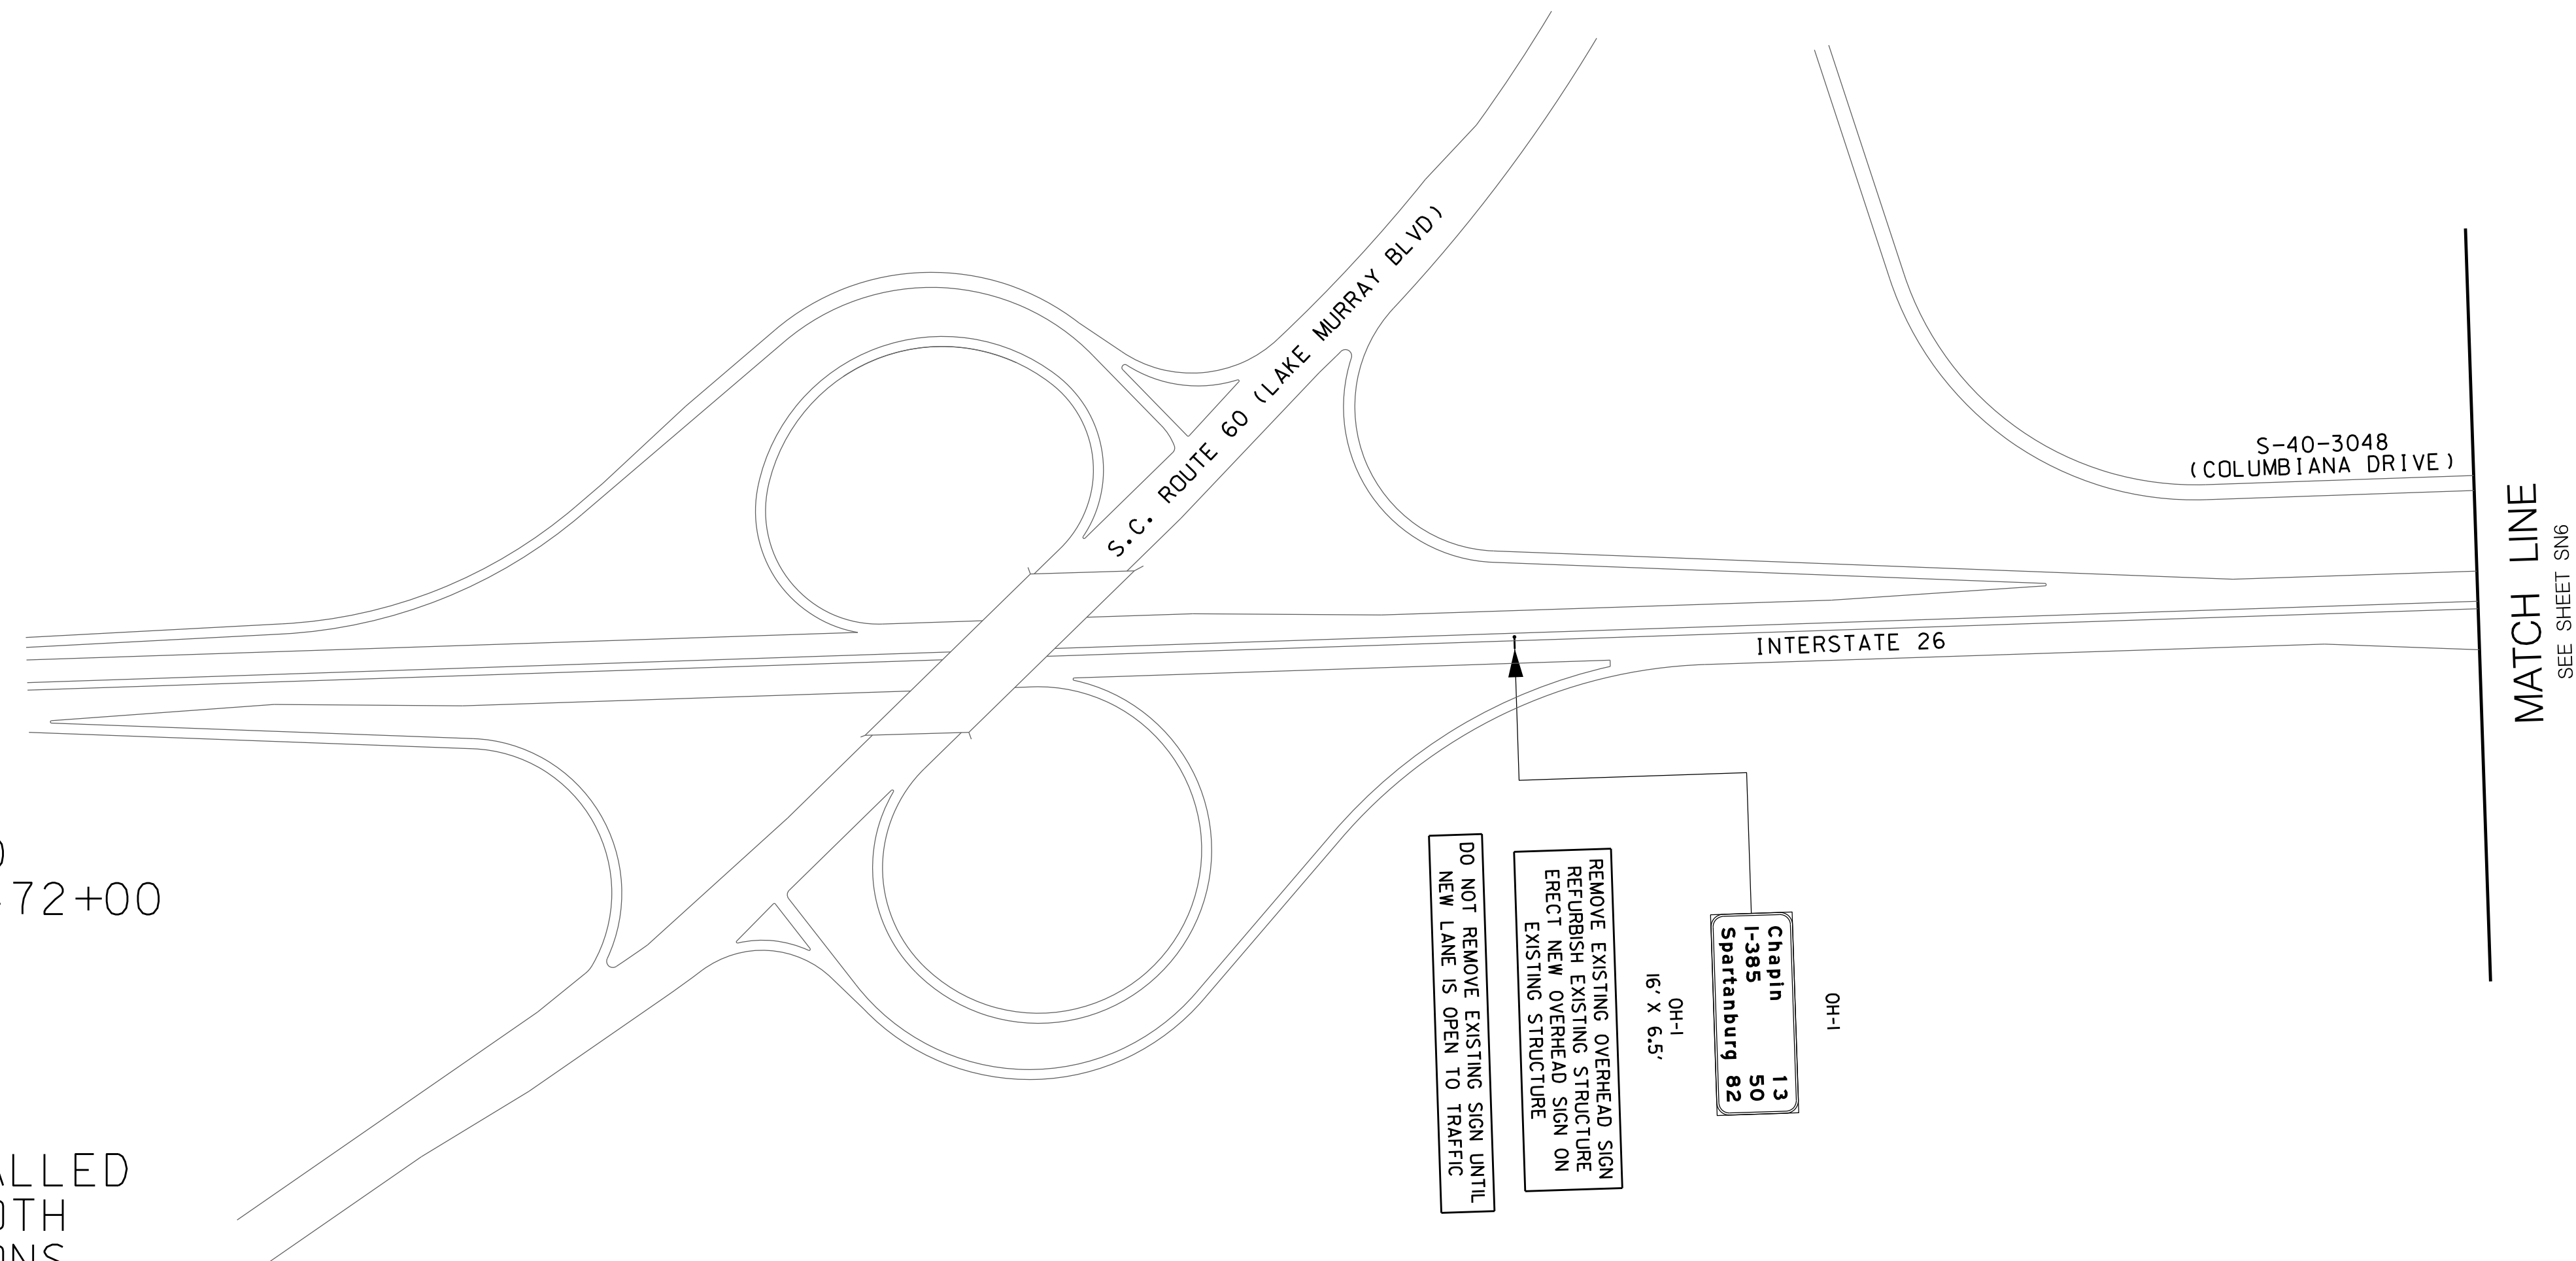 S.C. ROUTE 60 (LAKE MURRAY BLVD)
S-40-3048
(COLUMBIANA DRIVE)
INTERSTATE 26
MATCH LINE
SEE SHEET SN6
OH-1
Chapin 13
I-385 50
Spartanburg 82
OH-1
16' X 6.5'
REMOVE EXISTING OVERHEAD SIGN
REFURBISH EXISTING STRUCTURE
ERECT NEW OVERHEAD SIGN ON
EXISTING STRUCTURE
DO NOT REMOVE EXISTING SIGN UNTIL
NEW LANE IS OPEN TO TRAFFIC
72+00
ALLED
OTH
ONS